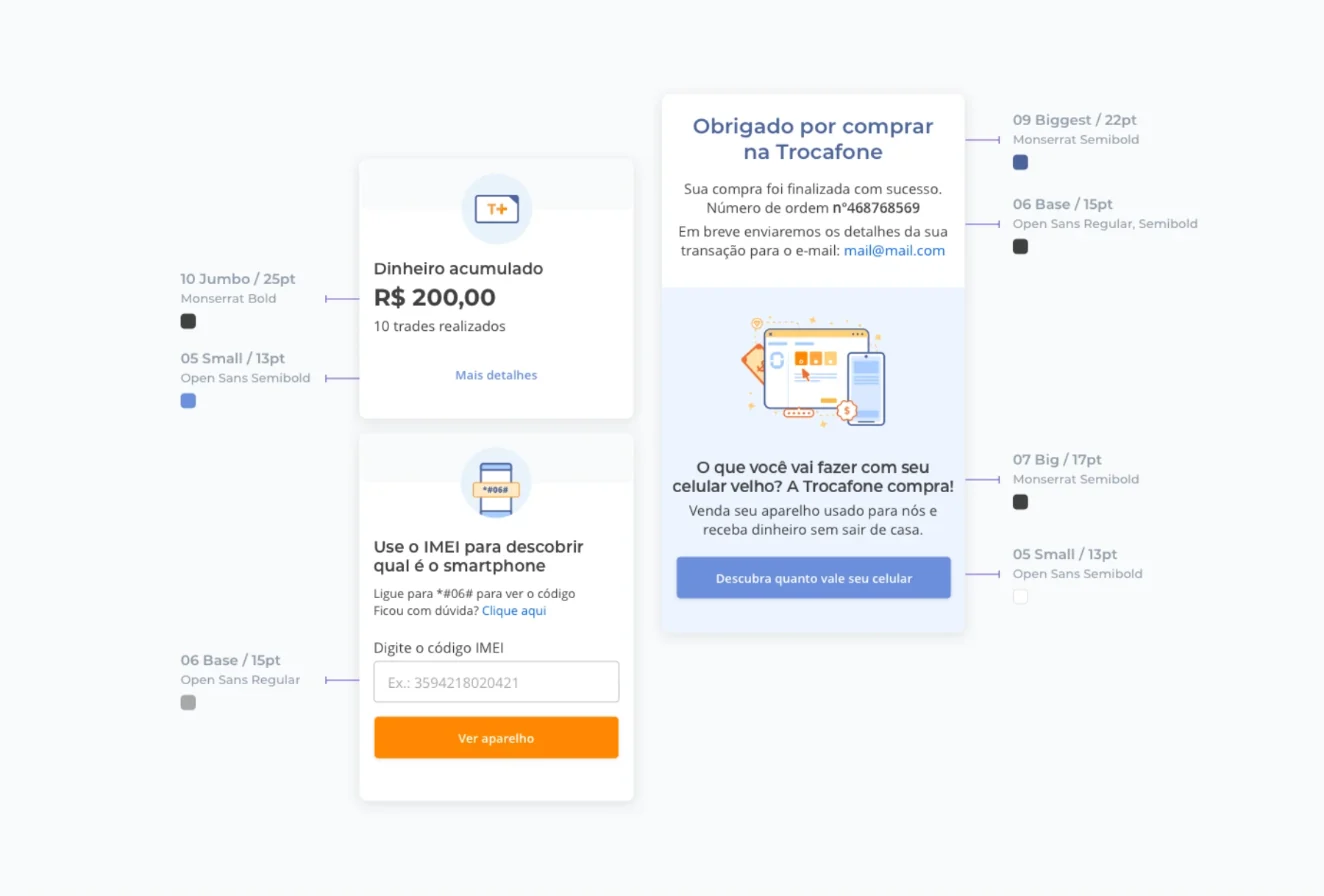 10 Jumbo / 25pt
Monserrat Bold
05 Small / 13pt
Open Sans Semibold
06 Base / 15pt
Open Sans Regular
T+
Dinheiro acumulado
R$ 200,00
10 trades realizados
Mais detalhes
*#06#
Use o IMEI para descobrir
qual é o smartphone
Ligue para *#06# para ver o código
Ficou com dúvida? Clique aqui
Digite o código IMEI
Ex.: 3594218020421
Ver aparelho
Obrigado por comprar
na Trocafone
Sua compra foi finalizada com sucesso.
Número de ordem n°468768569
Em breve enviaremos os detalhes da sua
transação para o e-mail: mail@mail.com
$
O que você vai fazer com seu
celular velho? A Trocafone compra!
Venda seu aparelho usado para nós e
receba dinheiro sem sair de casa.
Descubra quanto vale seu celular
09 Biggest / 22pt
Monserrat Semibold
06 Base / 15pt
Open Sans Regular, Semibold
07 Big / 17pt
Monserrat Semibold
05 Small / 13pt
Open Sans Semibold